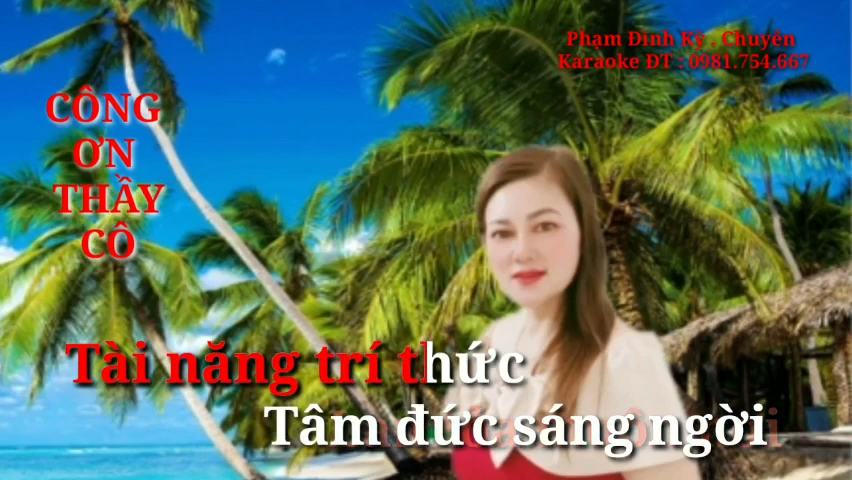 Phạm Đình Kỳ . Chuyên
Karaoke ĐT : 0981.754.667
CÔNG
ƠN
THẦY
CÔ
Tài năng trí thức
Tâm đức sáng ngời